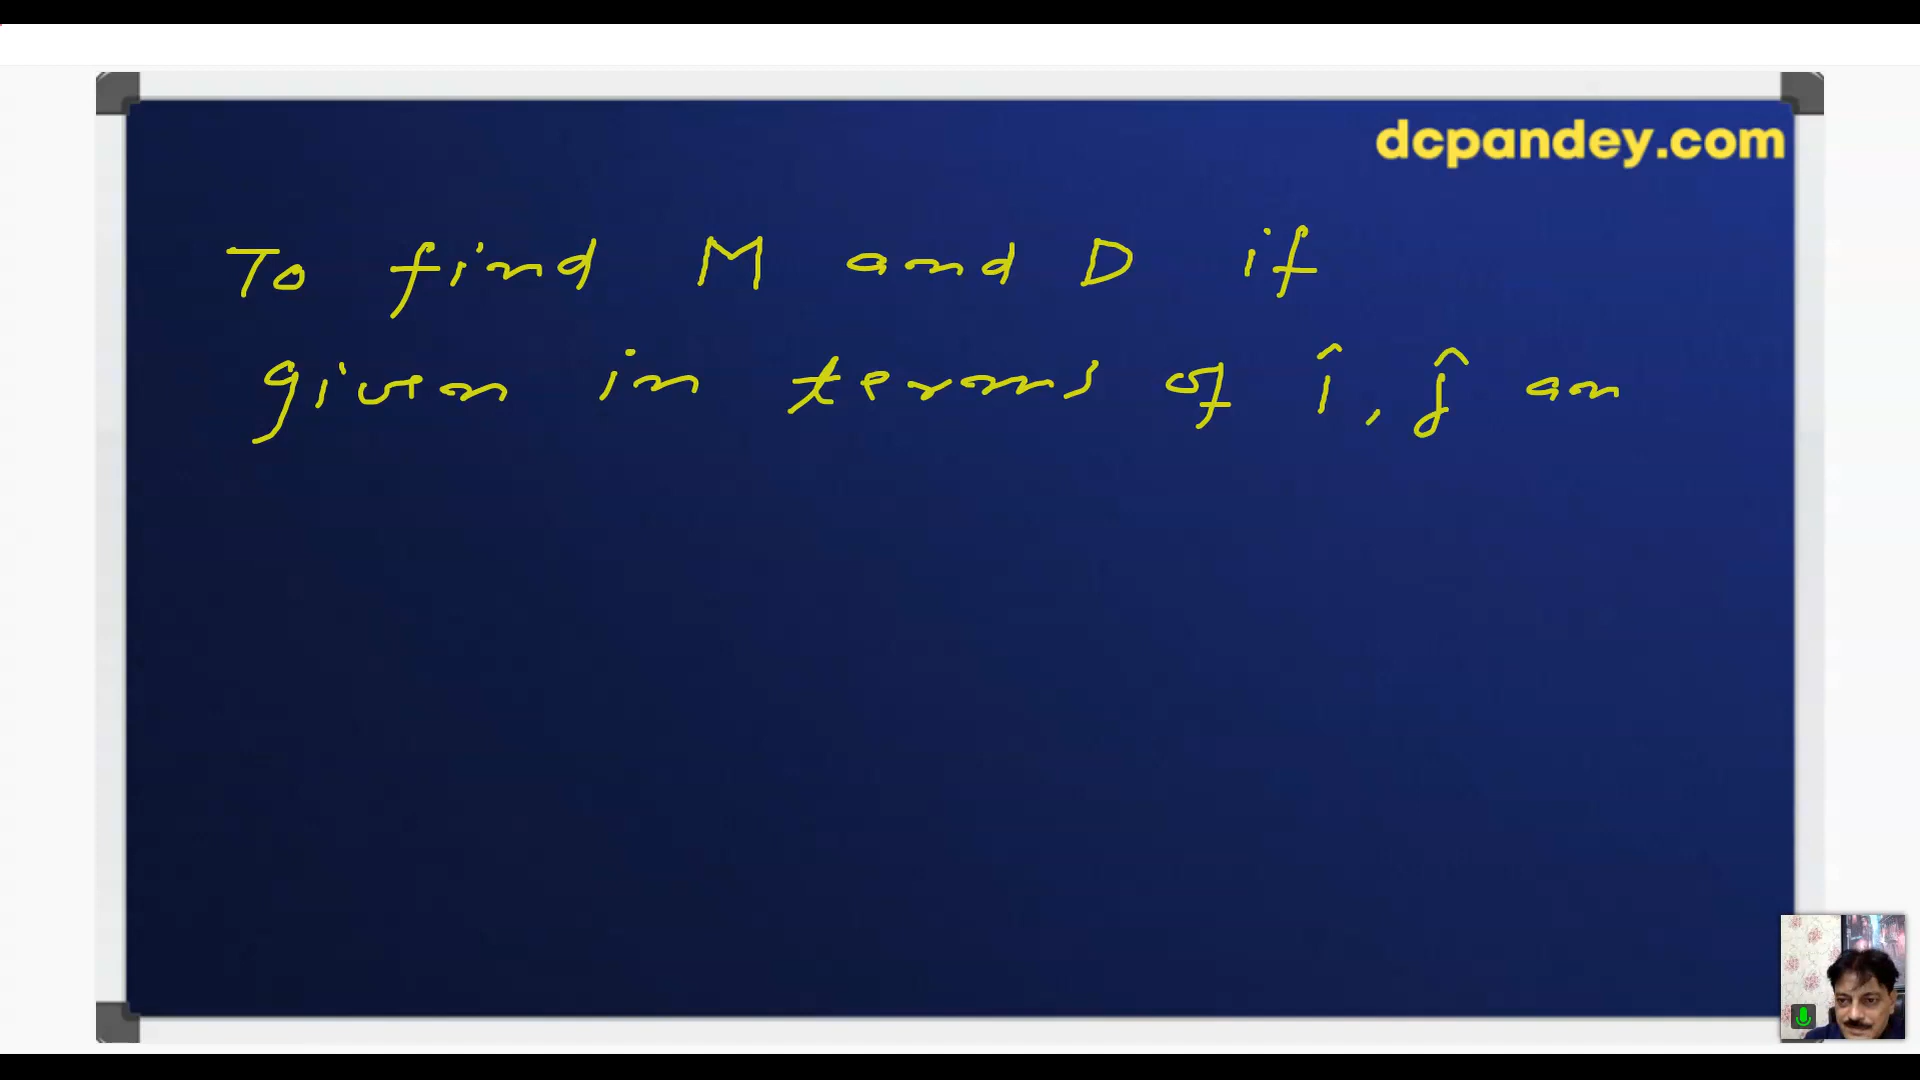 dcpandey.com
To find M and D if
given in terms of î, ĵ an